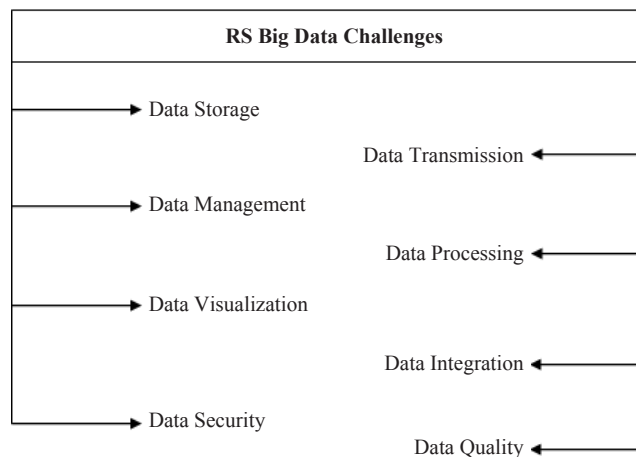 RS Big Data Challenges
Data Storage
Data Transmission
Data Management
Data Processing
Data Visualization
Data Integration
Data Security
Data Quality